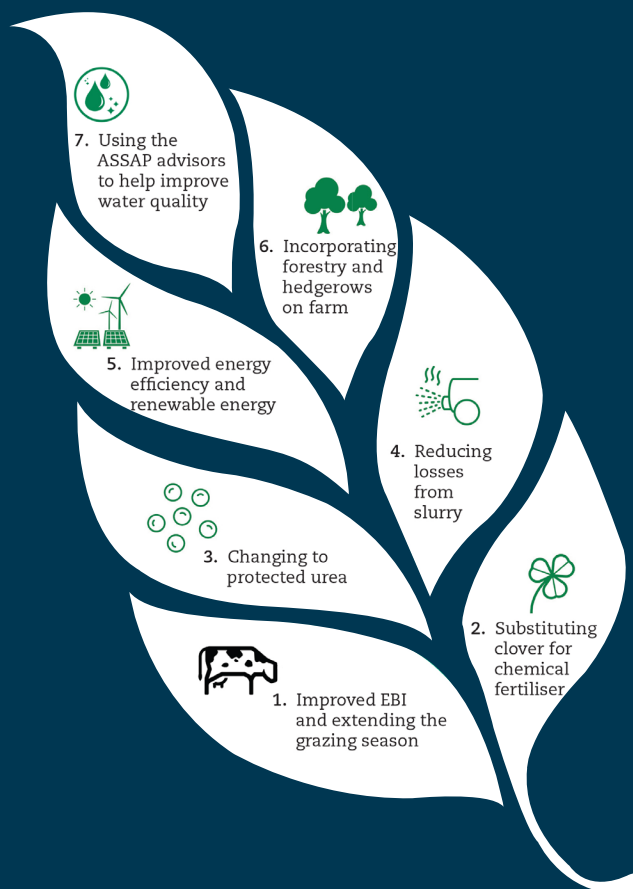 7. Using the
ASSAP advisors
to help improve
water quality
6. Incorporating
forestry and
hedgerows
on farm
5. Improved energy
efficiency and
renewable energy
4. Reducing
losses
from
slurry
3. Changing to
protected urea
2. Substituting
clover for
chemical
fertiliser
1. Improved EBI
and extending the
grazing season